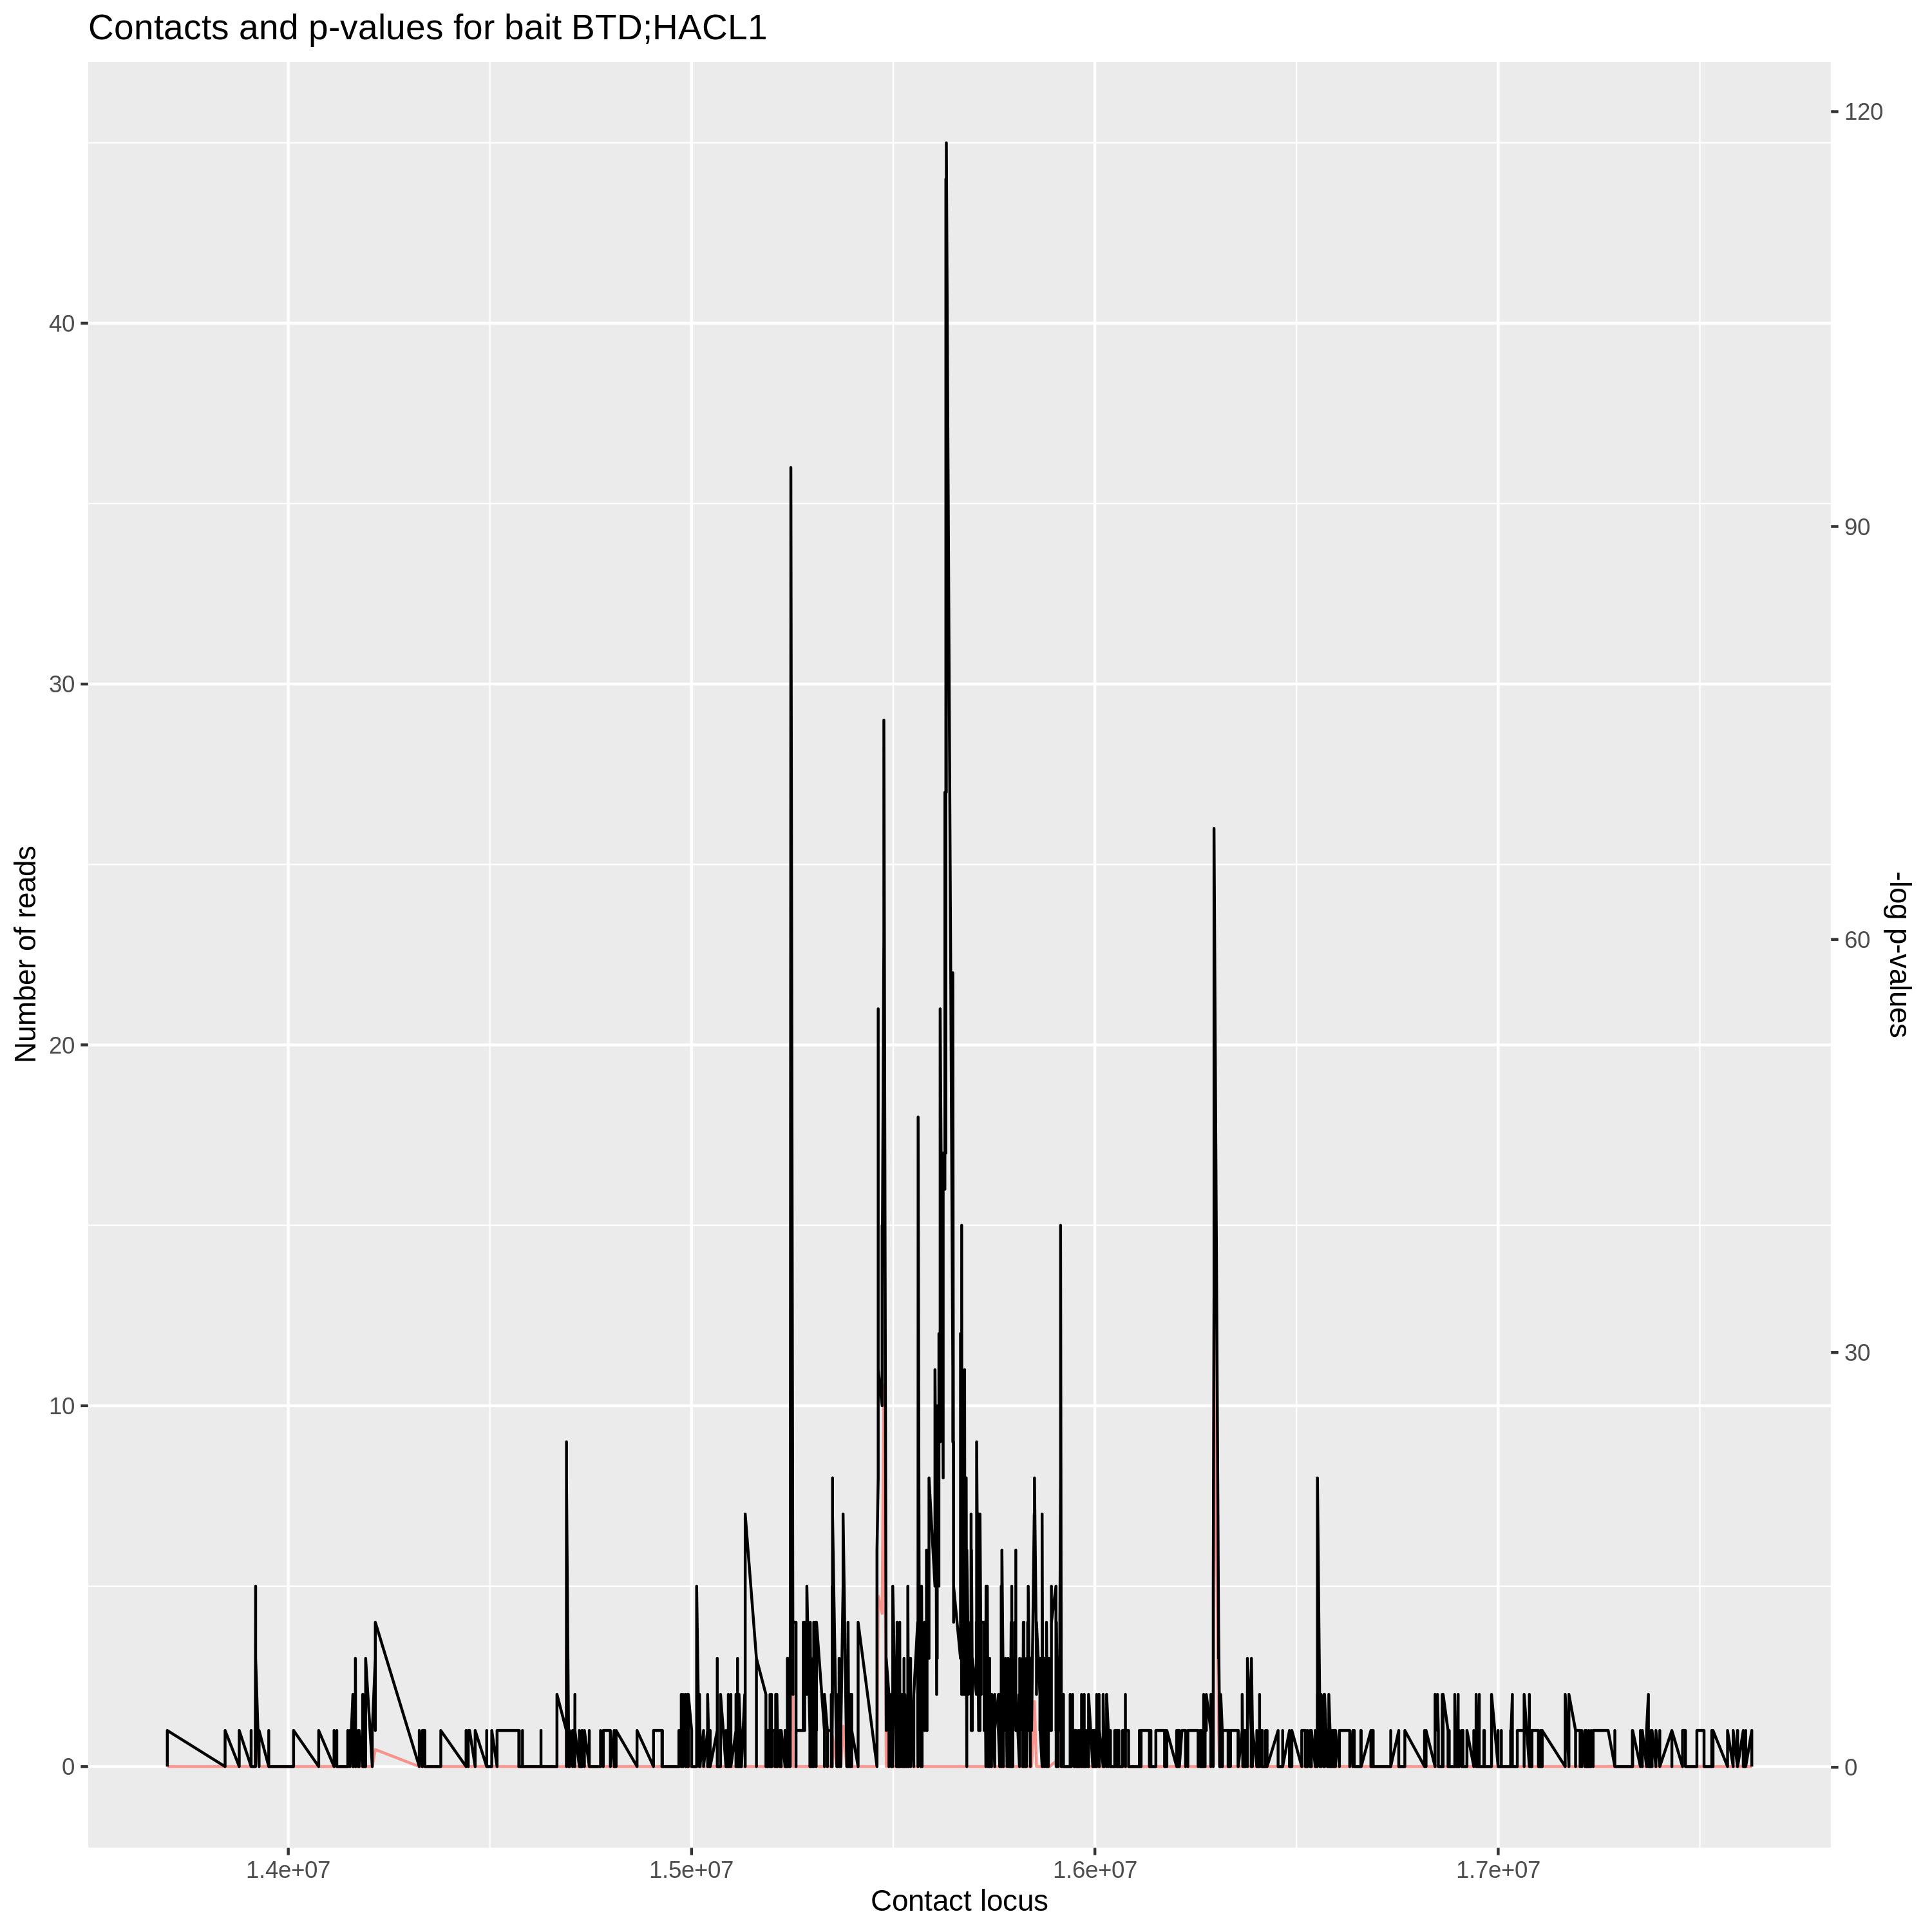 Contacts and p-values for bait BTD;HACL1
Number of reads
40
30
20
10
0
120
90
60
30
0
-log p-values
1.4e+07
1.5e+07
1.6e+07
1.7e+07
Contact locus